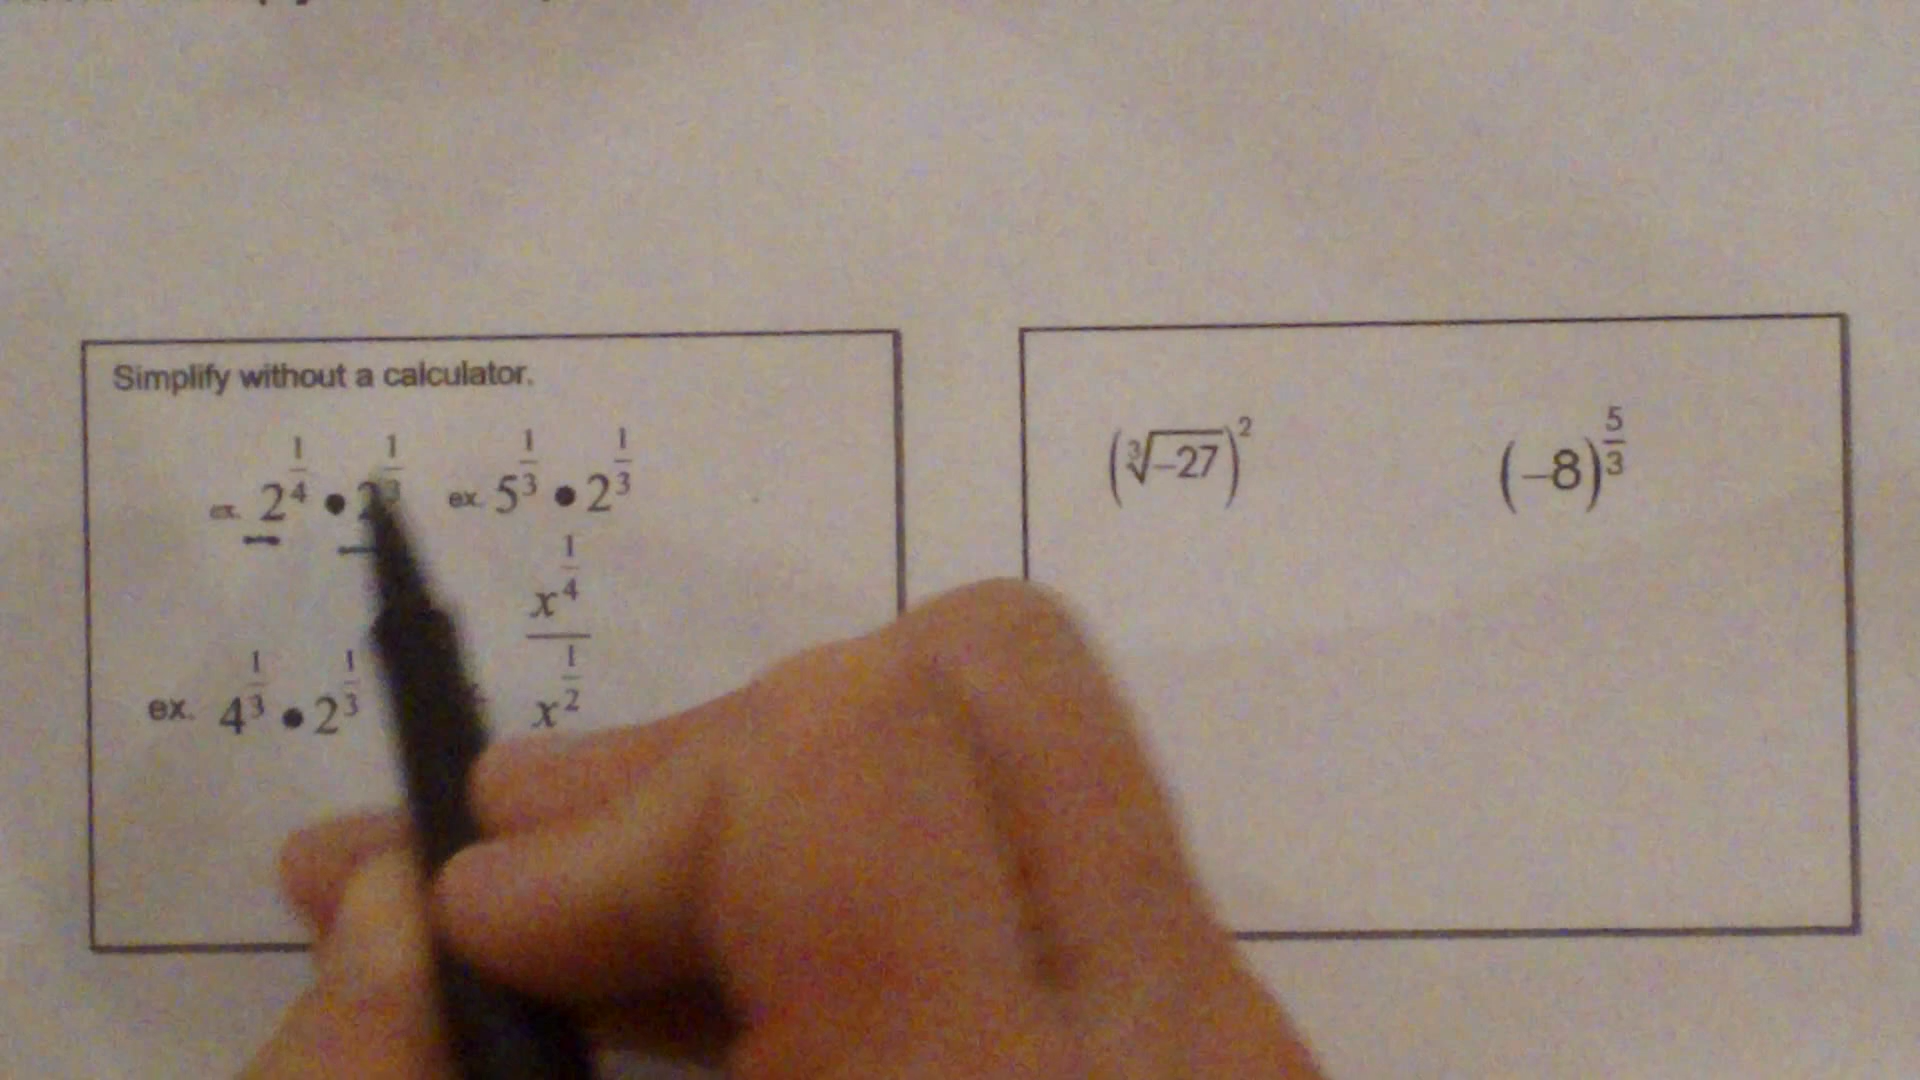 Simplify without a calculator.
ex. 2^(1/4) • 2^(1/3) ex. 5^(1/3) • 2^(1/3)
x^(1/4) / x^(1/2)
ex. 4^(1/3) • 2^(1/3)
(∛-27)^2 (-8)^(5/3)